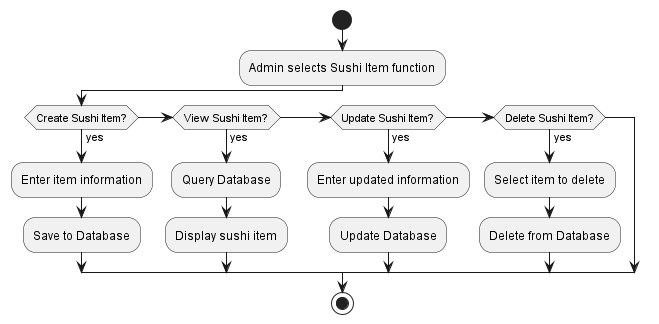 Admin selects Sushi Item function
Create Sushi Item?
View Sushi Item?
Update Sushi Item?
Delete Sushi Item?
yes
yes
yes
yes
Enter item information
Query Database
Enter updated information
Select item to delete
Save to Database
Display sushi item
Update Database
Delete from Database